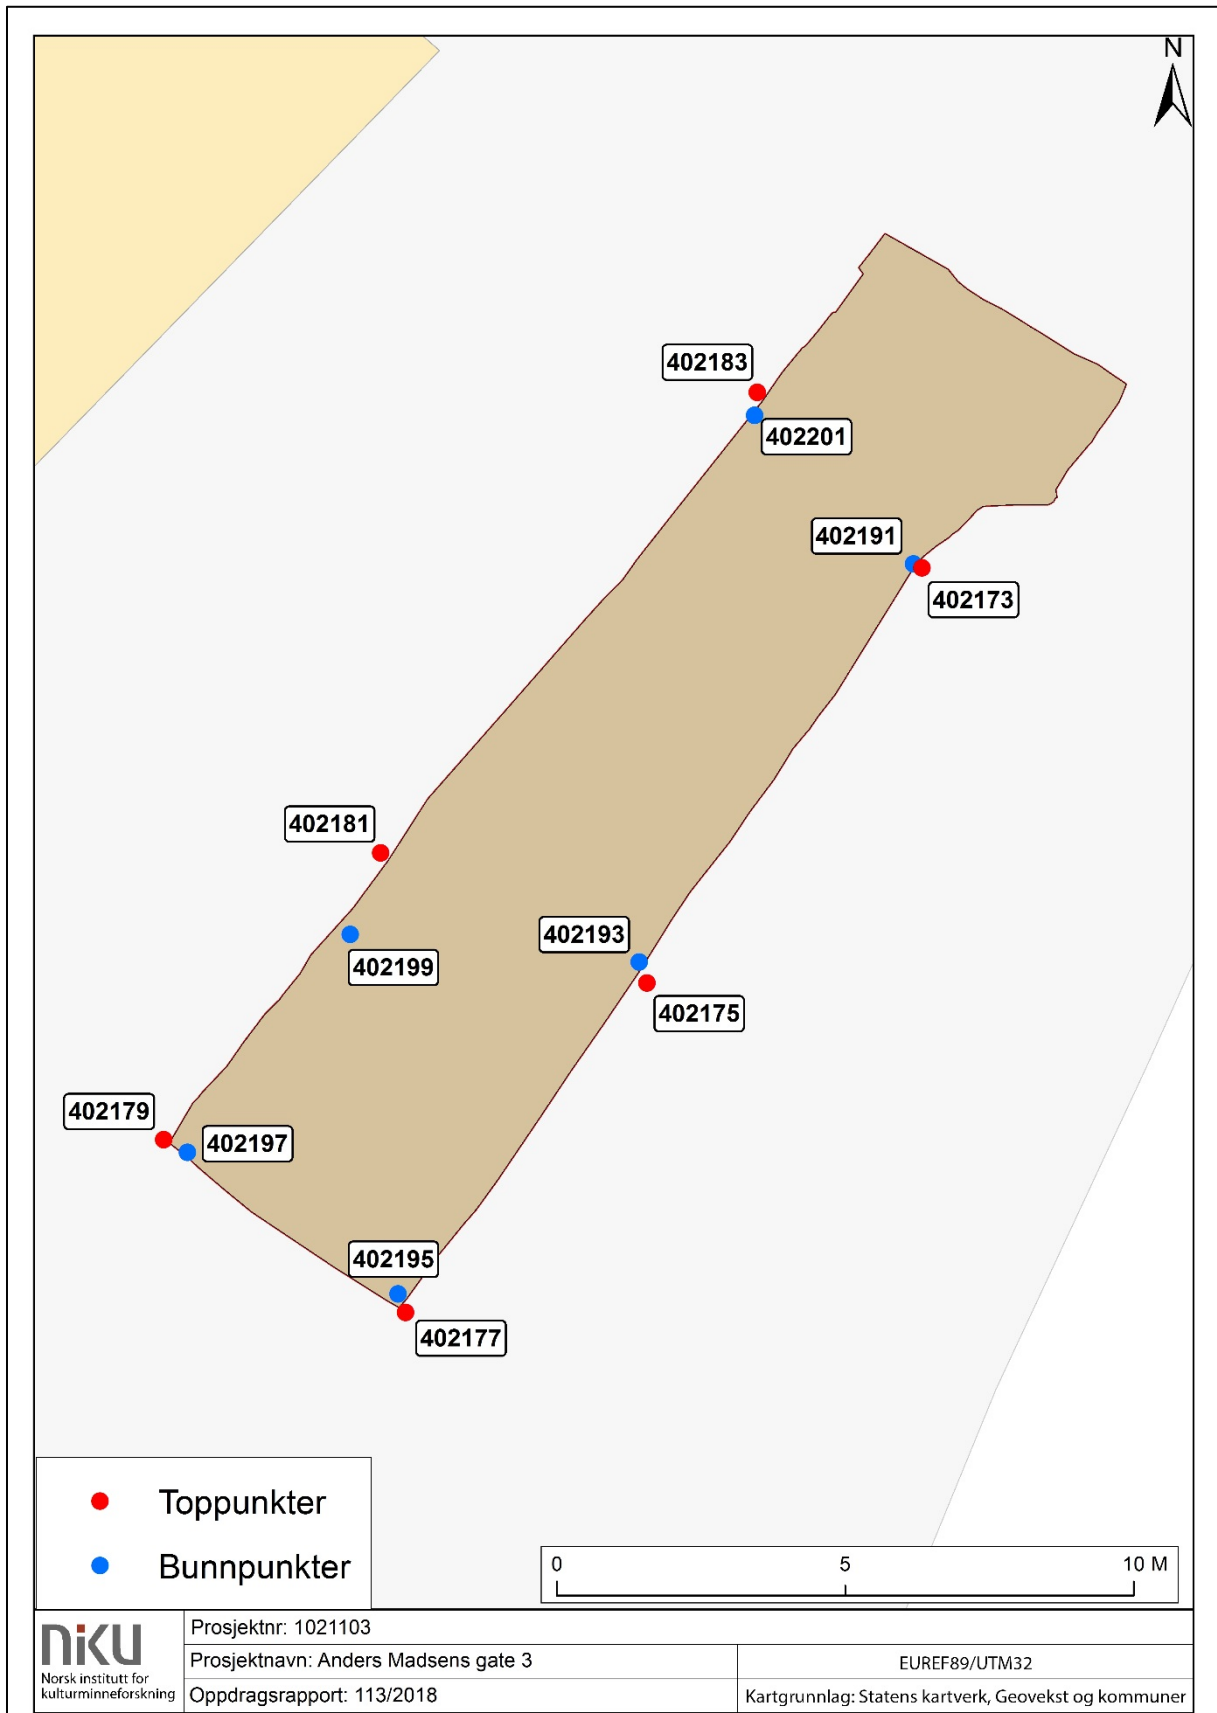 N
402183
402201
402191
402173
402181
402193
402199
402175
402179
402197
402195
402177
Toppunkter
Bunnpunkter
0 5 10 M
niku
Norsk institutt for
kulturminneforskning
Prosjektnr: 1021103
Prosjektnavn: Anders Madsens gate 3
Oppdragsrapport: 113/2018
EUREF89/UTM32
Kartgrunnlag: Statens kartverk, Geovekst og kommuner